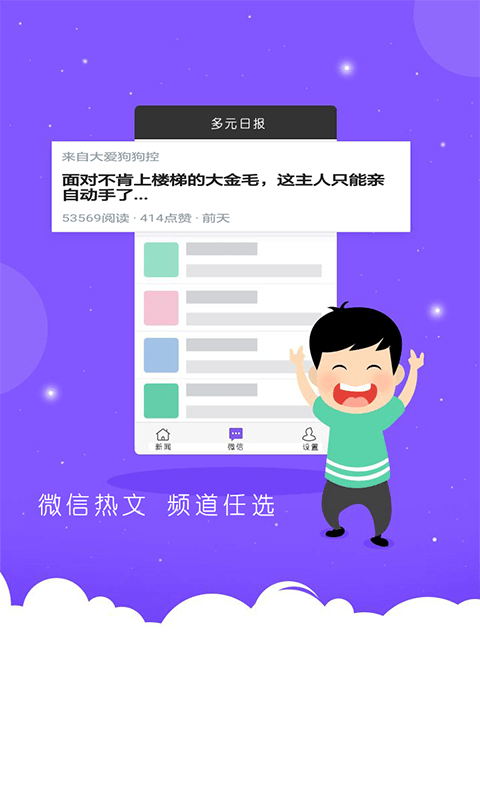 多元日报
来自大爱狗狗控
面对不肯上楼梯的大金毛，这主人只能亲
自动手了...
53569阅读 · 414点赞 · 前天
新闻 微信 设置
微信热文 频道任选